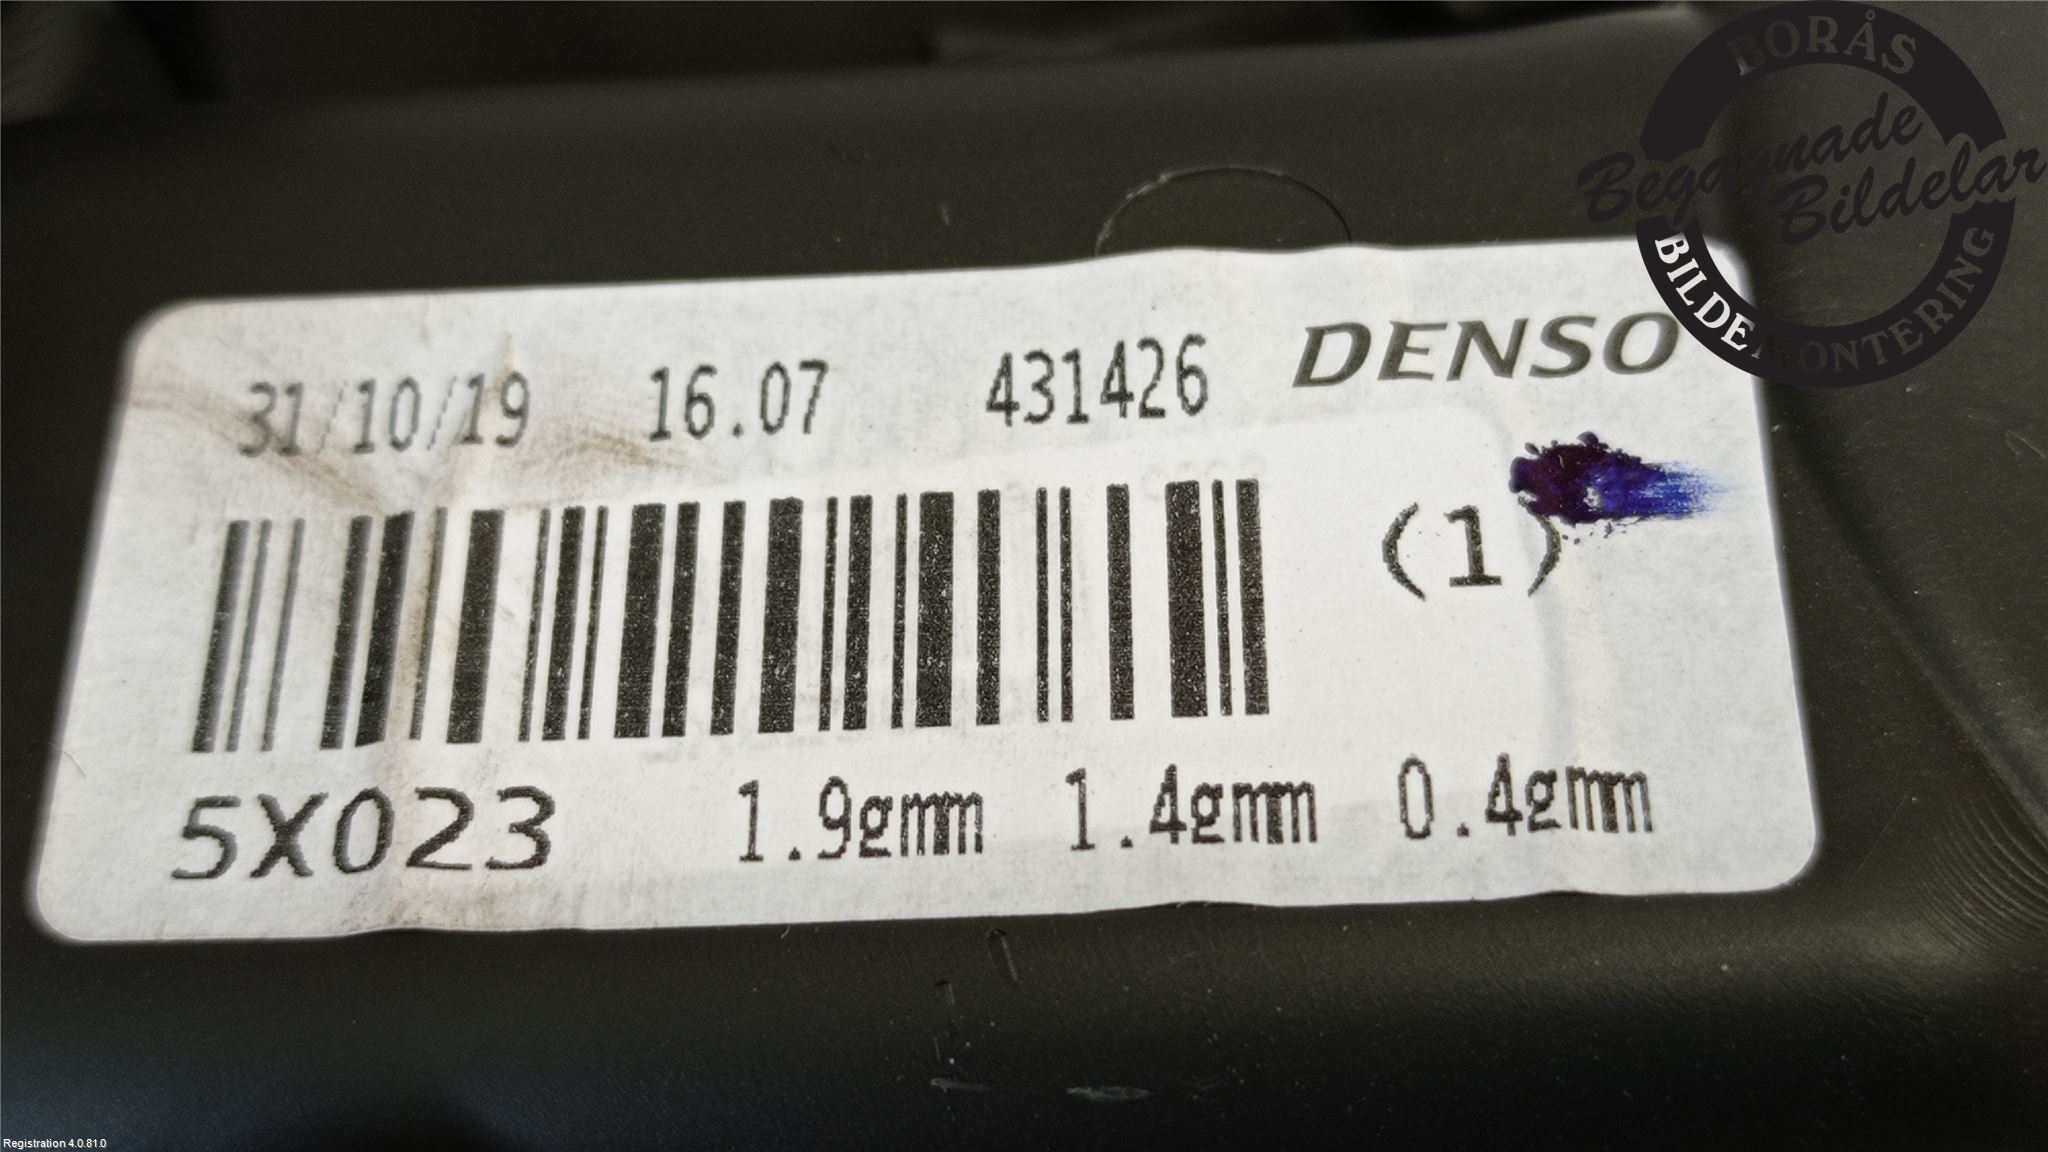 BORÅS
Begagnade
Bildelar
BILDEMONTERING
31/10/19 16.07 431426 DENSO
(1)
5X023 1.9gmm 1.4gmm 0.4gmm
Registration 4.0.81.0